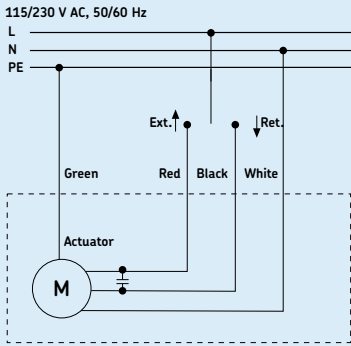 115/230 V AC, 50/60 Hz
L
N
PE
Ext. Ret.
Green Red Black White
Actuator
M